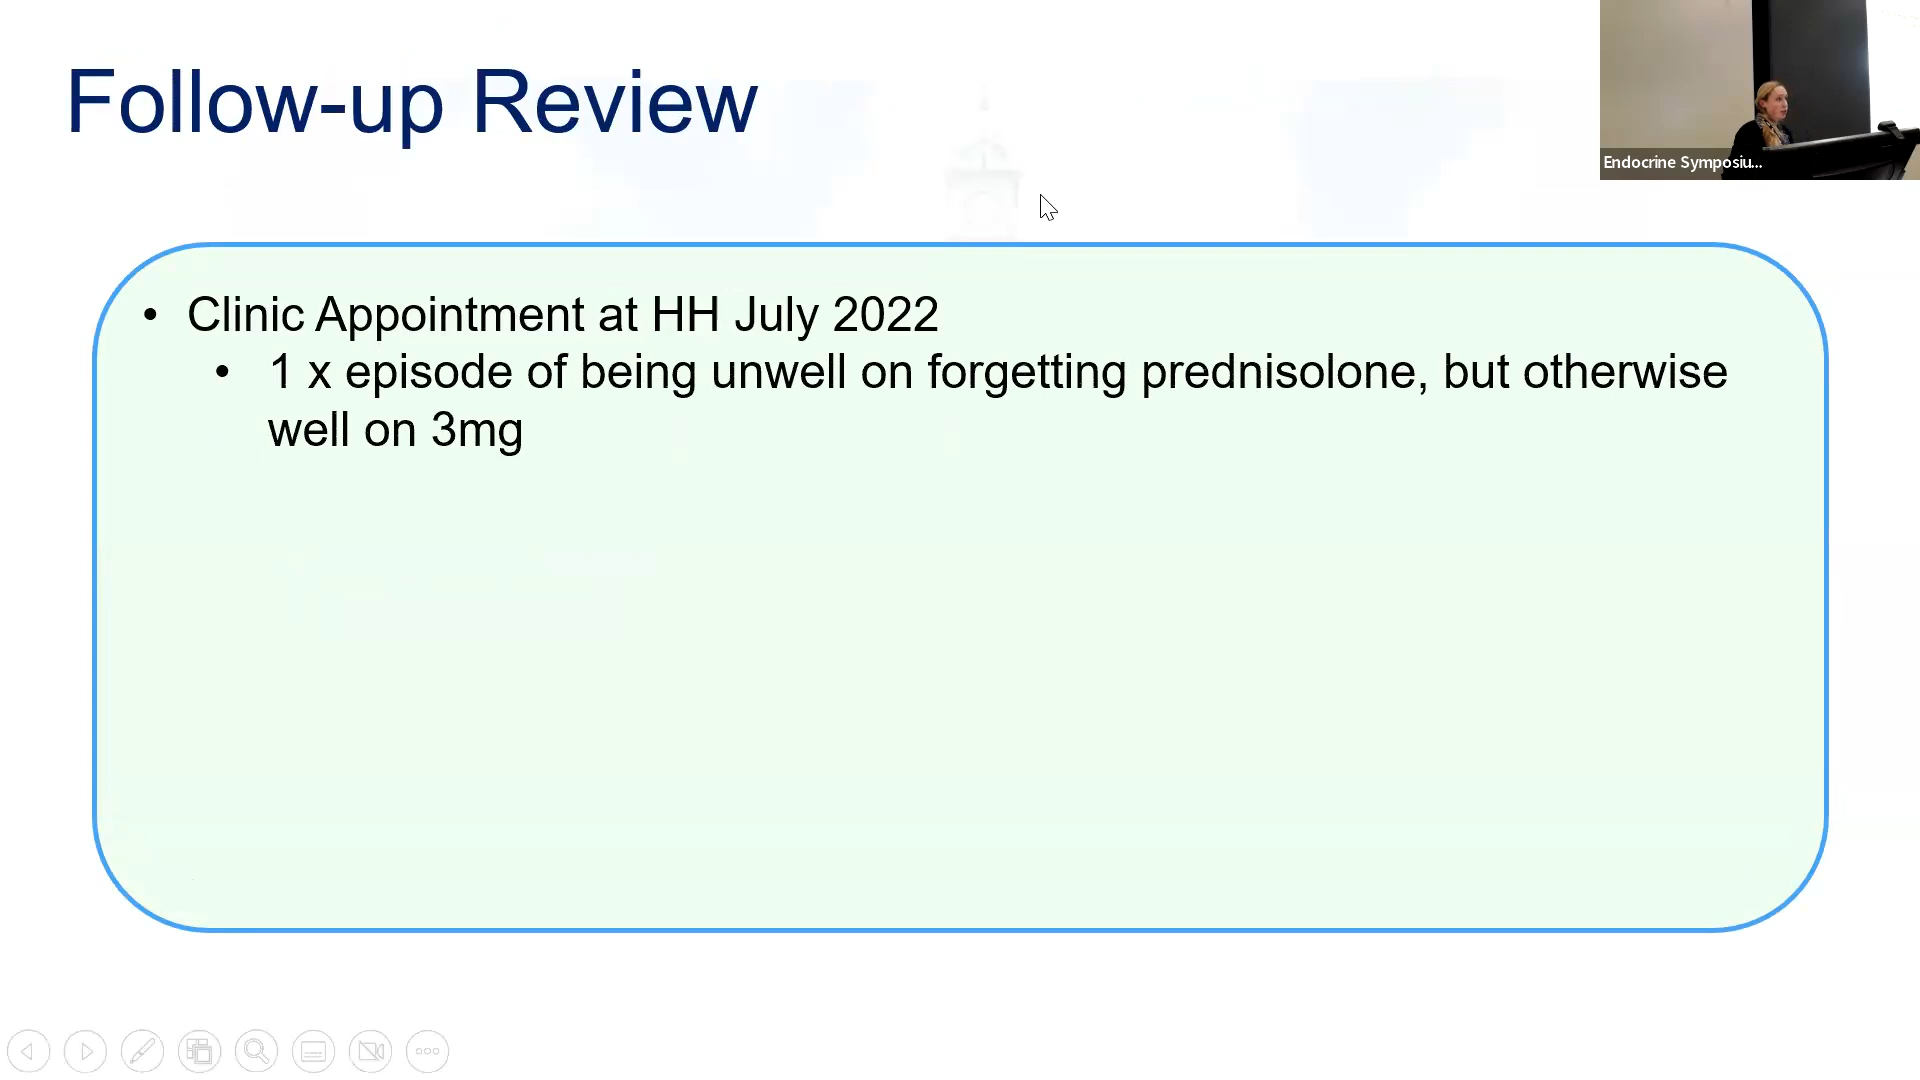 Follow-up Review
Endocrine Symposiu...
• Clinic Appointment at HH July 2022
• 1 x episode of being unwell on forgetting prednisolone, but otherwise
well on 3mg